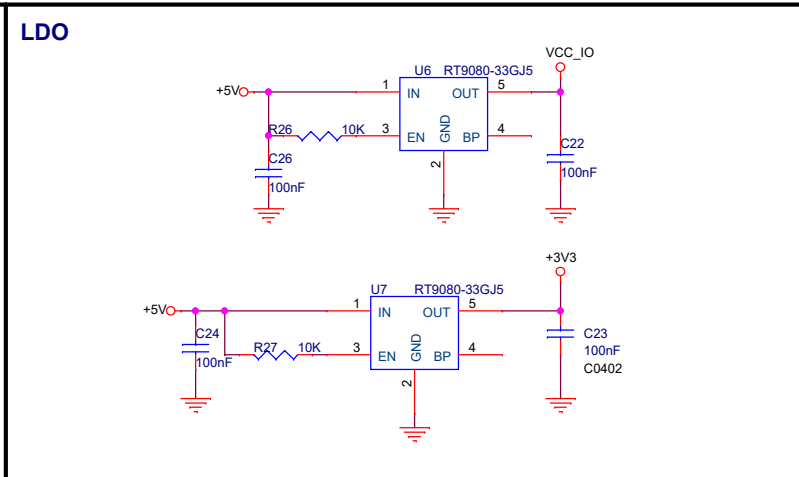 LDO
VCC_IO
U6 RT9080-33GJ5
+5V
1
IN
OUT
5
R26
10K
3
EN
GND
BP
4
C26
100nF
2
C22
100nF
+3V3
U7 RT9080-33GJ5
+5V
1
IN
OUT
5
C24
100nF
R27
10K
3
EN
GND
BP
4
2
C23
100nF
C0402